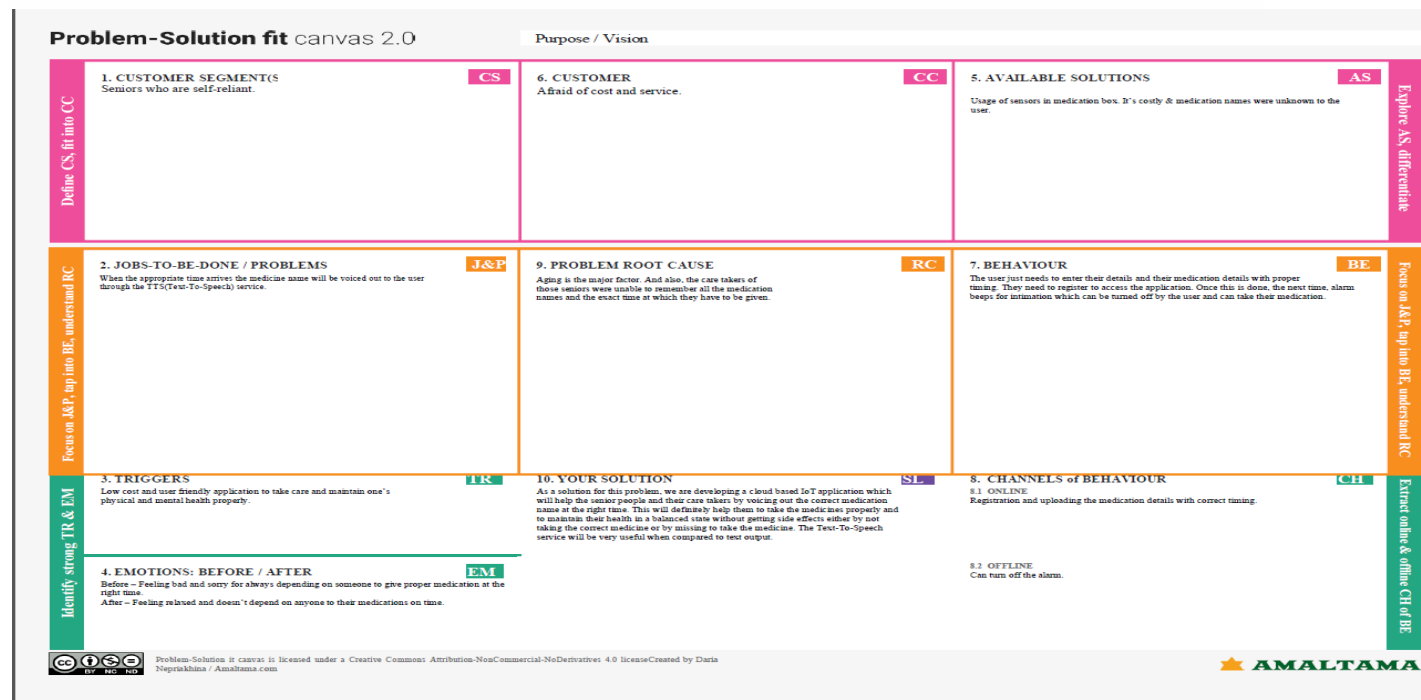 Problem-Solution fit canvas 2.0
Purpose / Vision
Define CS, fit into CC
1. CUSTOMER SEGMENT(S
CS
Seniors who are self-reliant.
6. CUSTOMER
CC
Afraid of cost and service.
5. AVAILABLE SOLUTIONS
AS
Usage of sensors in medication box. It's costly & medication names were unknown to the
user.
Explore AS, differentiate
Focus on J&P, tap into BE, understand RC
2. JOBS-TO-BE-DONE / PROBLEMS
J&P
When the appropriate time arrives the medicine name will be voiced out to the user
through the TTS(Text-To-Speech) service.
9. PROBLEM ROOT CAUSE
RC
Aging is the major factor. And also, the care takers of
those seniors were unable to remember all the medication
names and the exact time at which they have to be given.
7. BEHAVIOUR
BE
The user just needs to enter their details and their medication details with proper
timing. They need to register to access the application. Once this is done, the next time, alarm
beeps for intimation which can be turned off by the user and can take their medication.
Focus on J&P, tap into BE, understand RC
Identify strong TR & EM
3. TRIGGERS
TR
Low cost and user friendly application to take care and maintain one's
physical and mental health properly.
4. EMOTIONS: BEFORE / AFTER
EM
Before – Feeling bad and sorry for always depending on someone to give proper medication at the
right time.
After – Feeling relaxed and doesn't depend on anyone to their medications on time.
10. YOUR SOLUTION
SL
As a solution for this problem, we are developing a cloud based IoT application which
will help the senior people and their care takers by voicing out the correct medication
name at the right time. This will definitely help them to take the medicines properly and
to maintain their health in a balanced state without getting side effects either by not
taking the correct medicine or by missing to take the medicine. The Text-To-Speech
service will be very useful when compared to text output.
8. CHANNELS of BEHAVIOUR
CH
8.1 ONLINE
Registration and uploading the medication details with correct timing.
8.2 OFFLINE
Can turn off the alarm.
Extract online & offline CH of BE
CC
BY NC ND
Problem-Solution it canvas is licensed under a Creative Commons Attribution-NonCommercial-NoDerivatives 4.0 licenseCreated by Daria
Nepriakhina / Amaltama.com
AMALTAMA